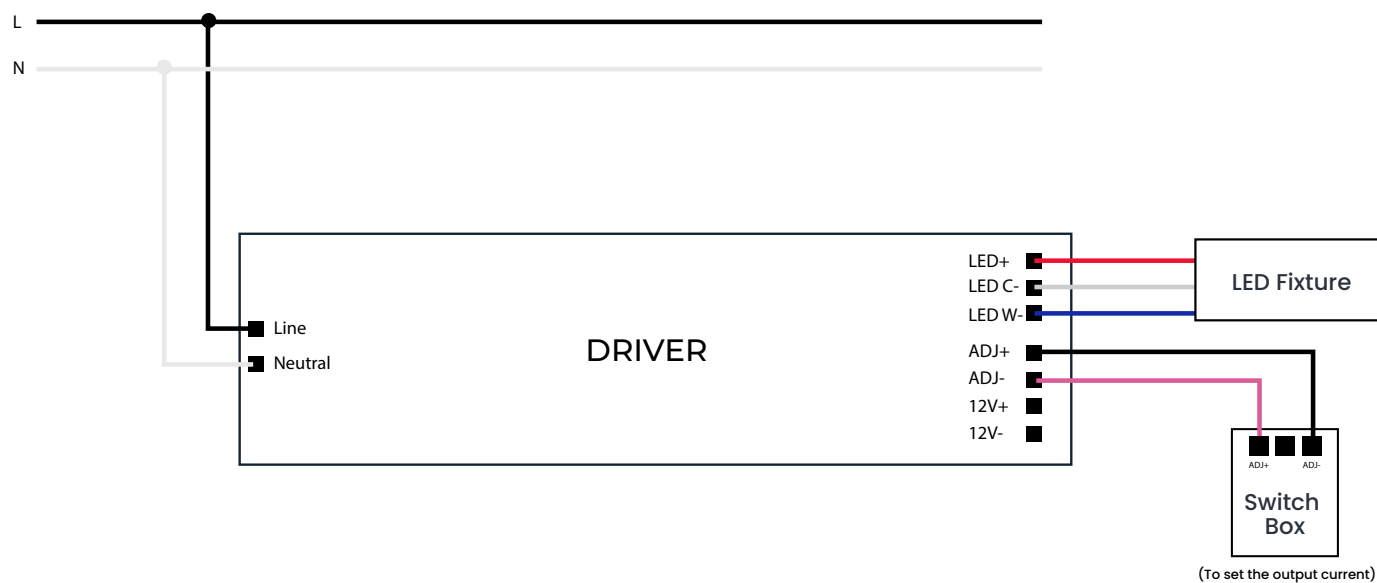 L
N
Line
Neutral
DRIVER
LED+
LED C-
LED W-
ADJ+
ADJ-
12V+
12V-
LED Fixture
ADJ+
ADJ-
Switch
Box
(To set the output current)